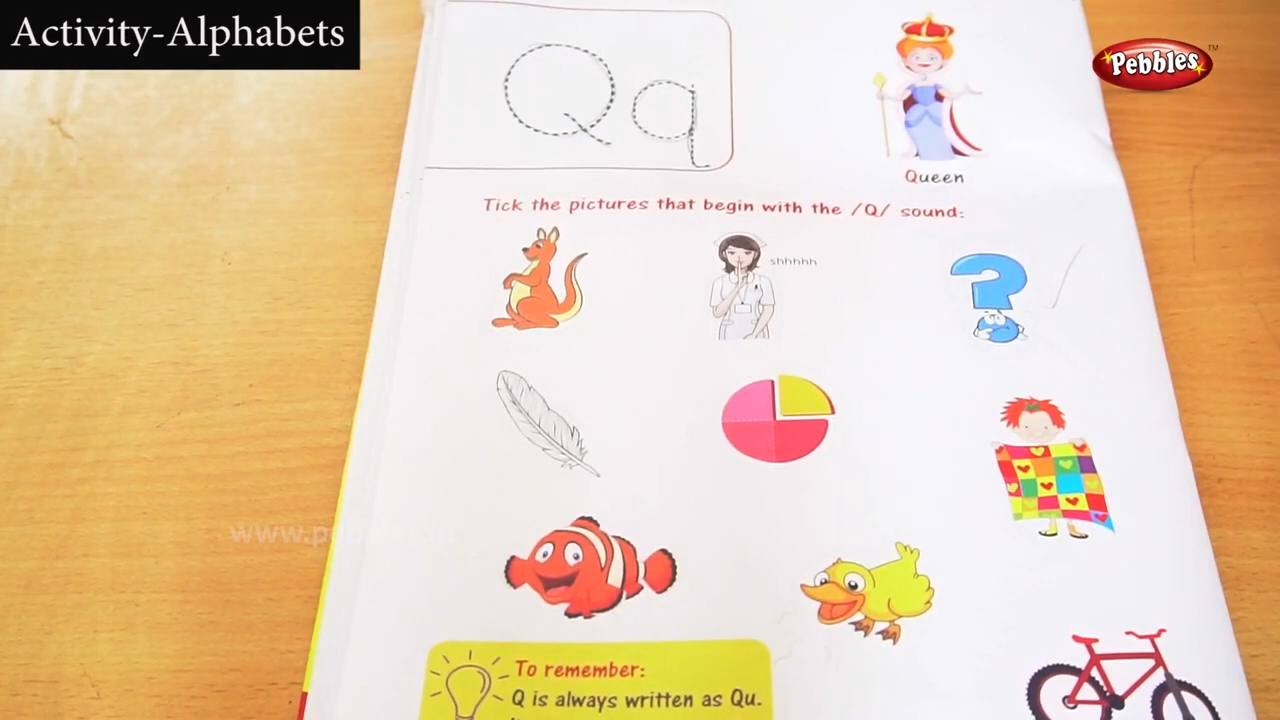 Activity-Alphabets
Pebbles
TM
Q q
Queen
Tick the pictures that begin with the /Q/ sound:
shhhhh
To remember:
Q is always written as Qu.